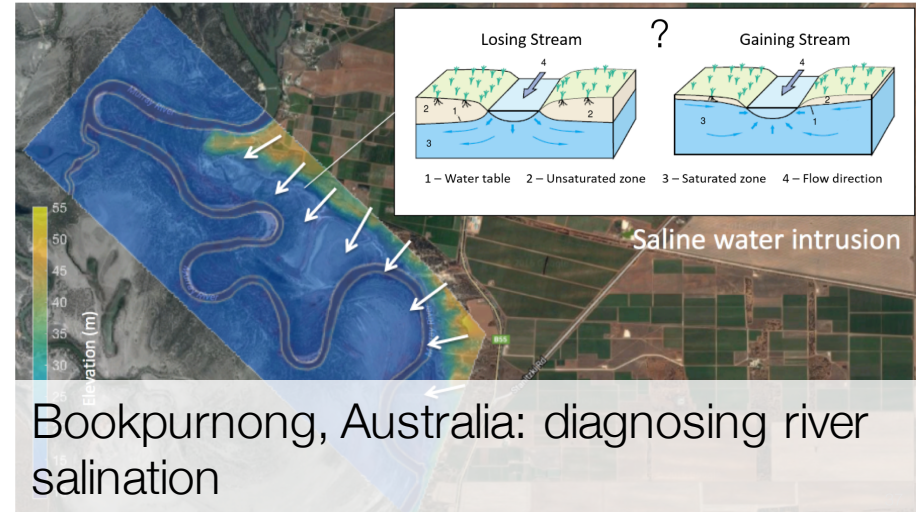 Losing Stream
?
Gaining Stream
4
4
2
1
2
3
2
3
1
1 – Water table 2 – Unsaturated zone 3 – Saturated zone 4 – Flow direction
Saline water intrusion
55
50
45
40
35
30
Elevation (m)
B55
Bookpurnong, Australia: diagnosing river
salination